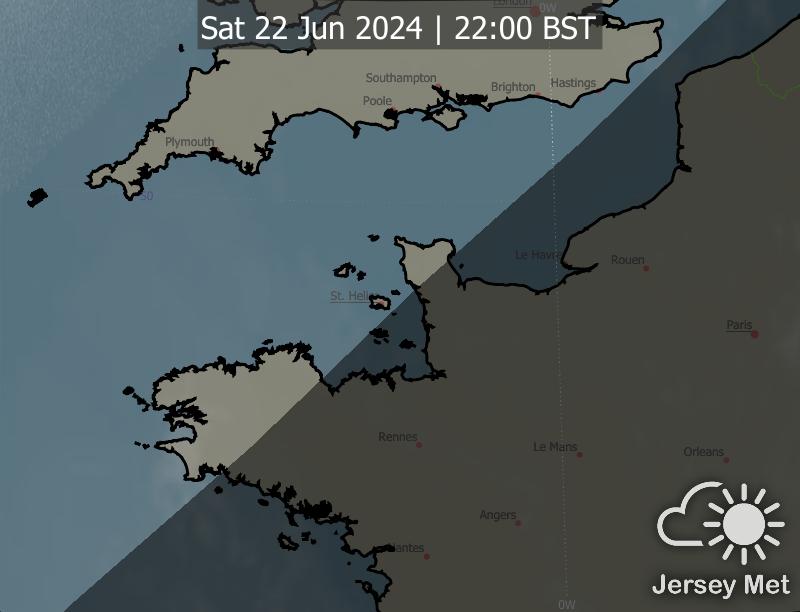 London
0W
Sat 22 Jun 2024 | 22:00 BST
Southampton
Brighton
Hastings
Poole
Plymouth
50
Le Havre
Rouen
St. Helier
Paris
Rennes
Le Mans
Orleans
Angers
Nantes
Jersey Met
0W